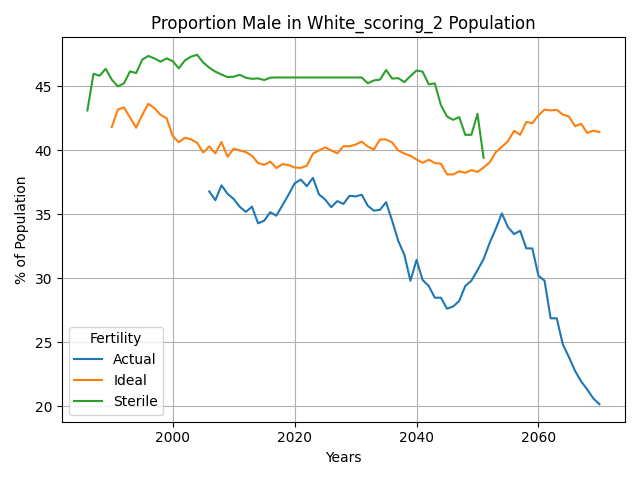 Proportion Male in White_scoring_2 Population
% of Population
45
40
35
30
25
20
Fertility
Actual
Ideal
Sterile
2000
2020
2040
2060
Years